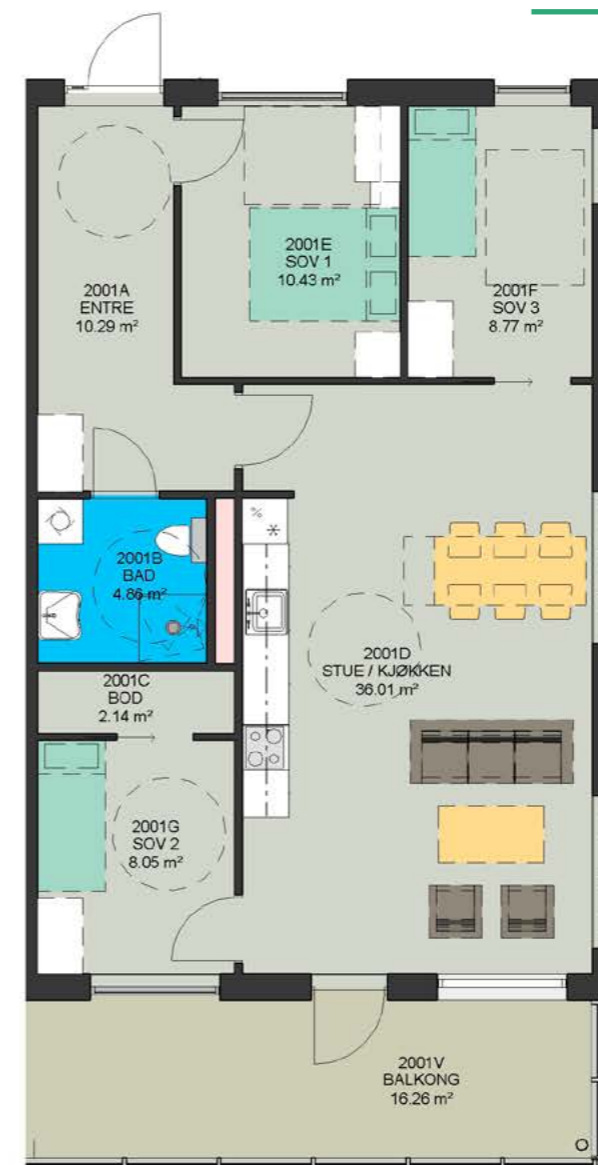 2001E
SOV 1
10.43 m²
2001A
ENTRE
10.29 m²
2001F
SOV 3
8.77 m²
%
*
2001B
BAD
4.86 m²
2001D
STUE / KJØKKEN
36.01 m²
2001C
BOD
2.14 m²
2001G
SOV 2
8.05 m²
2001V
BALKONG
16.26 m²